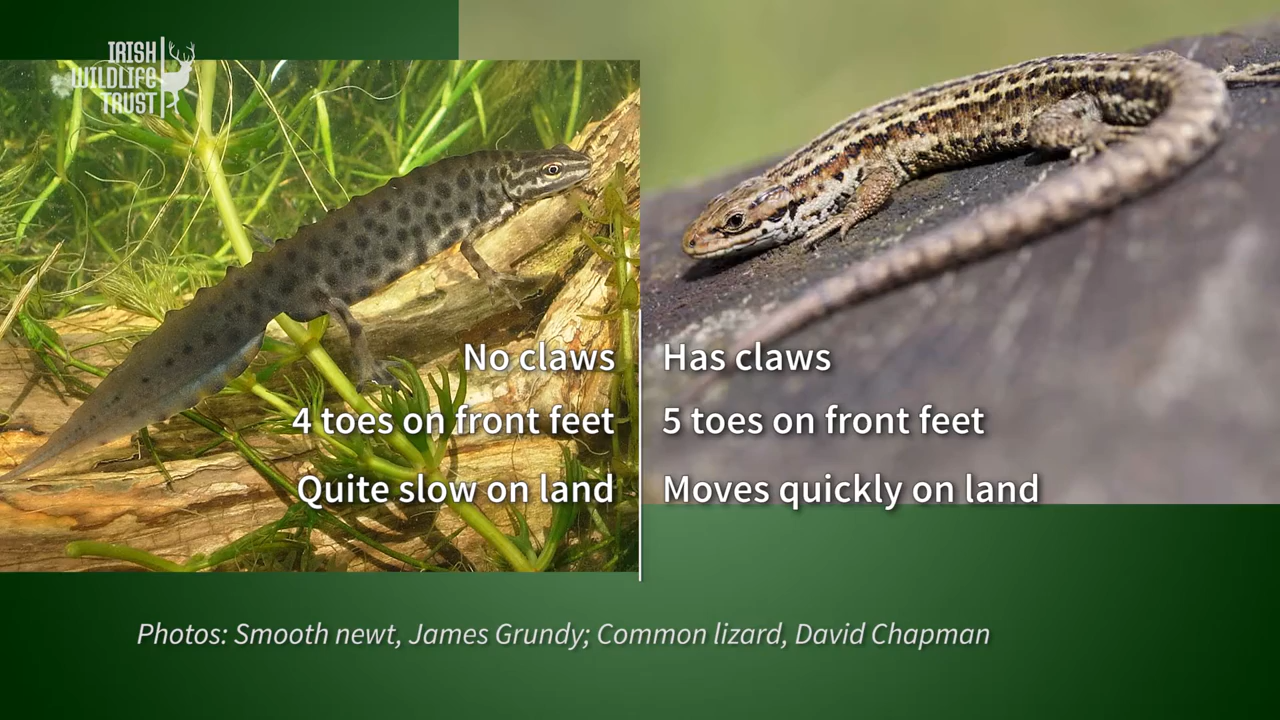 IRISH
WILDLIFE
TRUST
No claws
4 toes on front feet
Quite slow on land
Has claws
5 toes on front feet
Moves quickly on land
Photos: Smooth newt, James Grundy; Common lizard, David Chapman